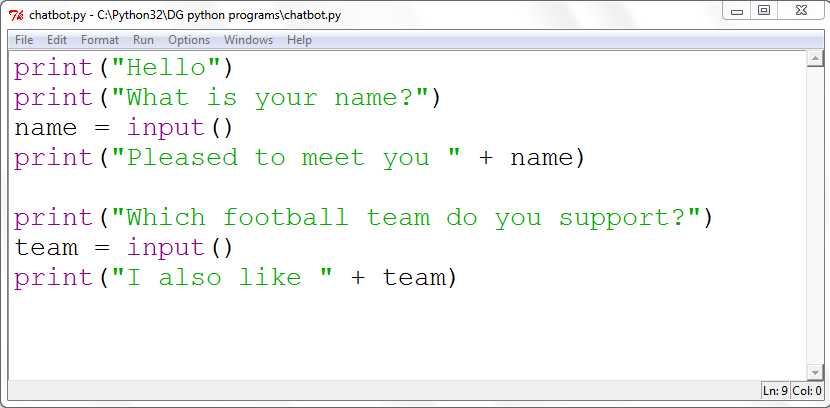 chatbot.py - C:\Python32\DG python programs\chatbot.py
File Edit Format Run Options Windows Help
print("Hello")
print("What is your name?")
name = input()
print("Pleased to meet you " + name)

print("Which football team do you support?")
team = input()
print("I also like " + team)
Ln: 9 Col: 0